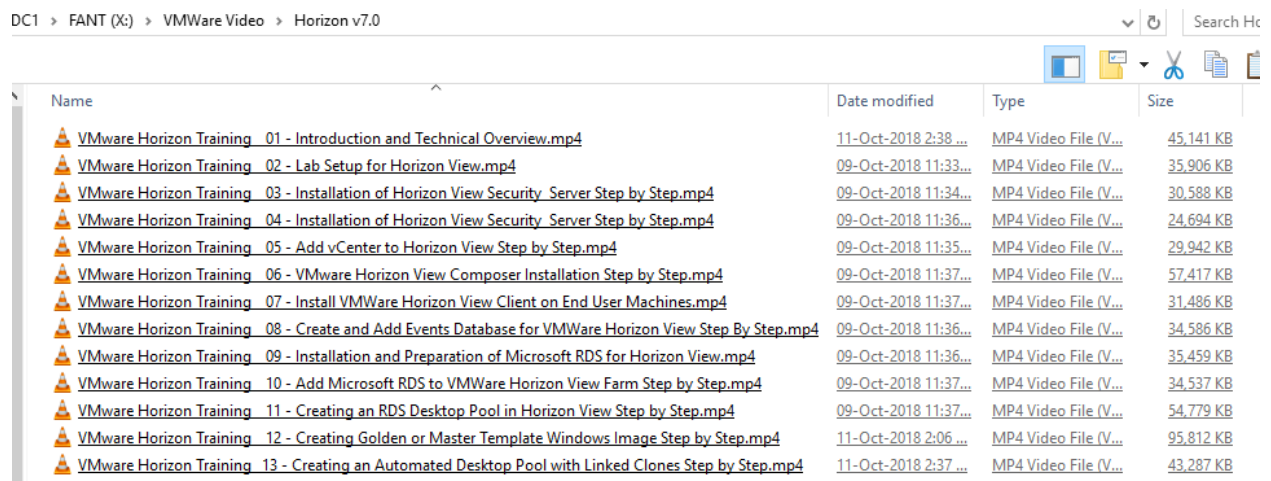 DC1 > FANT (X:) > VMWare Video > Horizon v7.0 Search Ho
Name Date modified Type Size
VMware Horizon Training 01 - Introduction and Technical Overview.mp4 11-Oct-2018 2:38 ... MP4 Video File (V... 45,141 KB
VMware Horizon Training 02 - Lab Setup for Horizon View.mp4 09-Oct-2018 11:33... MP4 Video File (V... 35,906 KB
VMware Horizon Training 03 - Installation of Horizon View Security Server Step by Step.mp4 09-Oct-2018 11:34... MP4 Video File (V... 30,588 KB
VMware Horizon Training 04 - Installation of Horizon View Security Server Step by Step.mp4 09-Oct-2018 11:36... MP4 Video File (V... 24,694 KB
VMware Horizon Training 05 - Add vCenter to Horizon View Step by Step.mp4 09-Oct-2018 11:35... MP4 Video File (V... 29,942 KB
VMware Horizon Training 06 - VMware Horizon View Composer Installation Step by Step.mp4 09-Oct-2018 11:37... MP4 Video File (V... 57,417 KB
VMware Horizon Training 07 - Install VMWare Horizon View Client on End User Machines.mp4 09-Oct-2018 11:37... MP4 Video File (V... 31,486 KB
VMware Horizon Training 08 - Create and Add Events Database for VMWare Horizon View Step By Step.mp4 09-Oct-2018 11:36... MP4 Video File (V... 34,586 KB
VMware Horizon Training 09 - Installation and Preparation of Microsoft RDS for Horizon View.mp4 09-Oct-2018 11:36... MP4 Video File (V... 35,459 KB
VMware Horizon Training 10 - Add Microsoft RDS to VMWare Horizon View Farm Step by Step.mp4 09-Oct-2018 11:37... MP4 Video File (V... 34,537 KB
VMware Horizon Training 11 - Creating an RDS Desktop Pool in Horizon View Step by Step.mp4 09-Oct-2018 11:37... MP4 Video File (V... 54,779 KB
VMware Horizon Training 12 - Creating Golden or Master Template Windows Image Step by Step.mp4 11-Oct-2018 2:06 ... MP4 Video File (V... 95,812 KB
VMware Horizon Training 13 - Creating an Automated Desktop Pool with Linked Clones Step by Step.mp4 11-Oct-2018 2:37 ... MP4 Video File (V... 43,287 KB